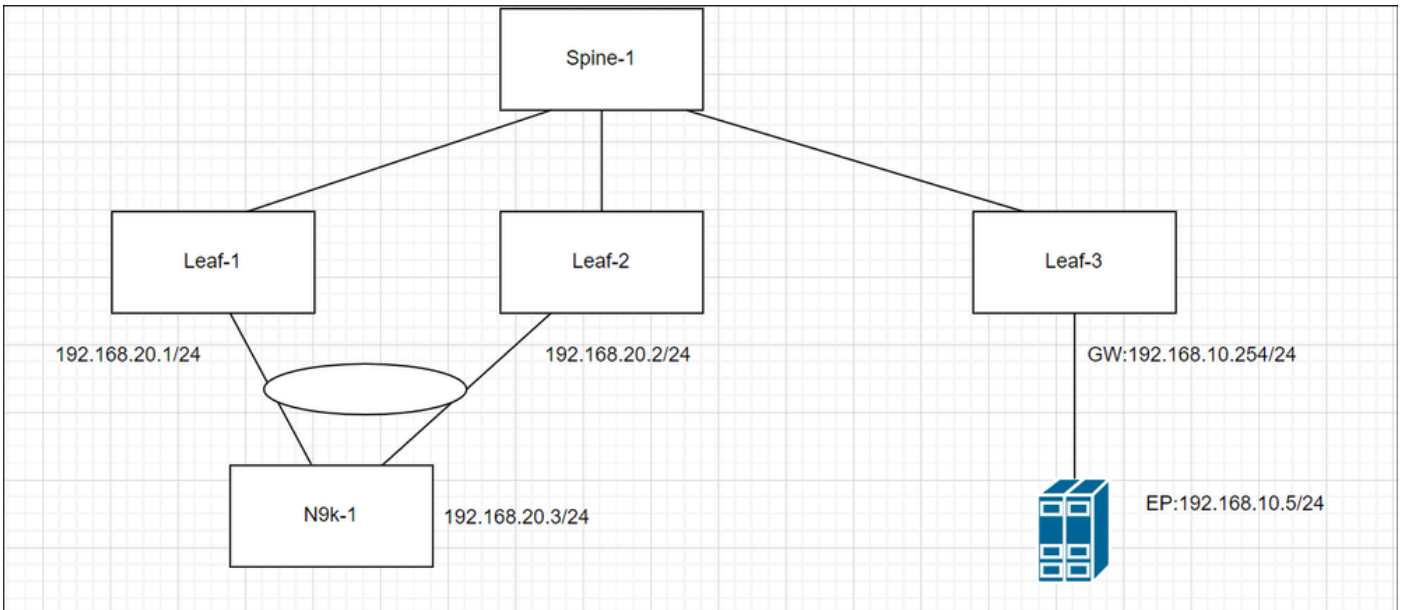 Spine-1
Leaf-1
Leaf-2
Leaf-3
192.168.20.1/24
192.168.20.2/24
GW:192.168.10.254/24
N9k-1
192.168.20.3/24
EP:192.168.10.5/24